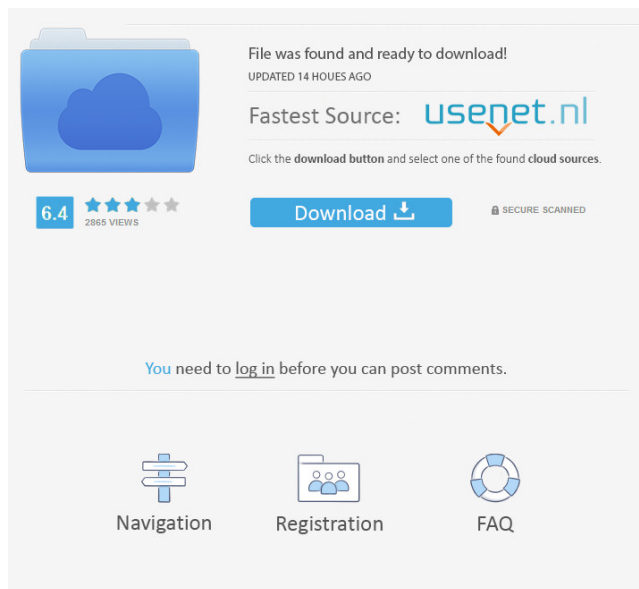 File was found and ready to download!
UPDATED 14 HOUES AGO
Fastest Source: usenet.nl
Click the download button and select one of the found cloud sources.
6.4
2865 VIEWS
Download
SECURE SCANNED
You need to log in before you can post comments.
Navigation
Registration
FAQ